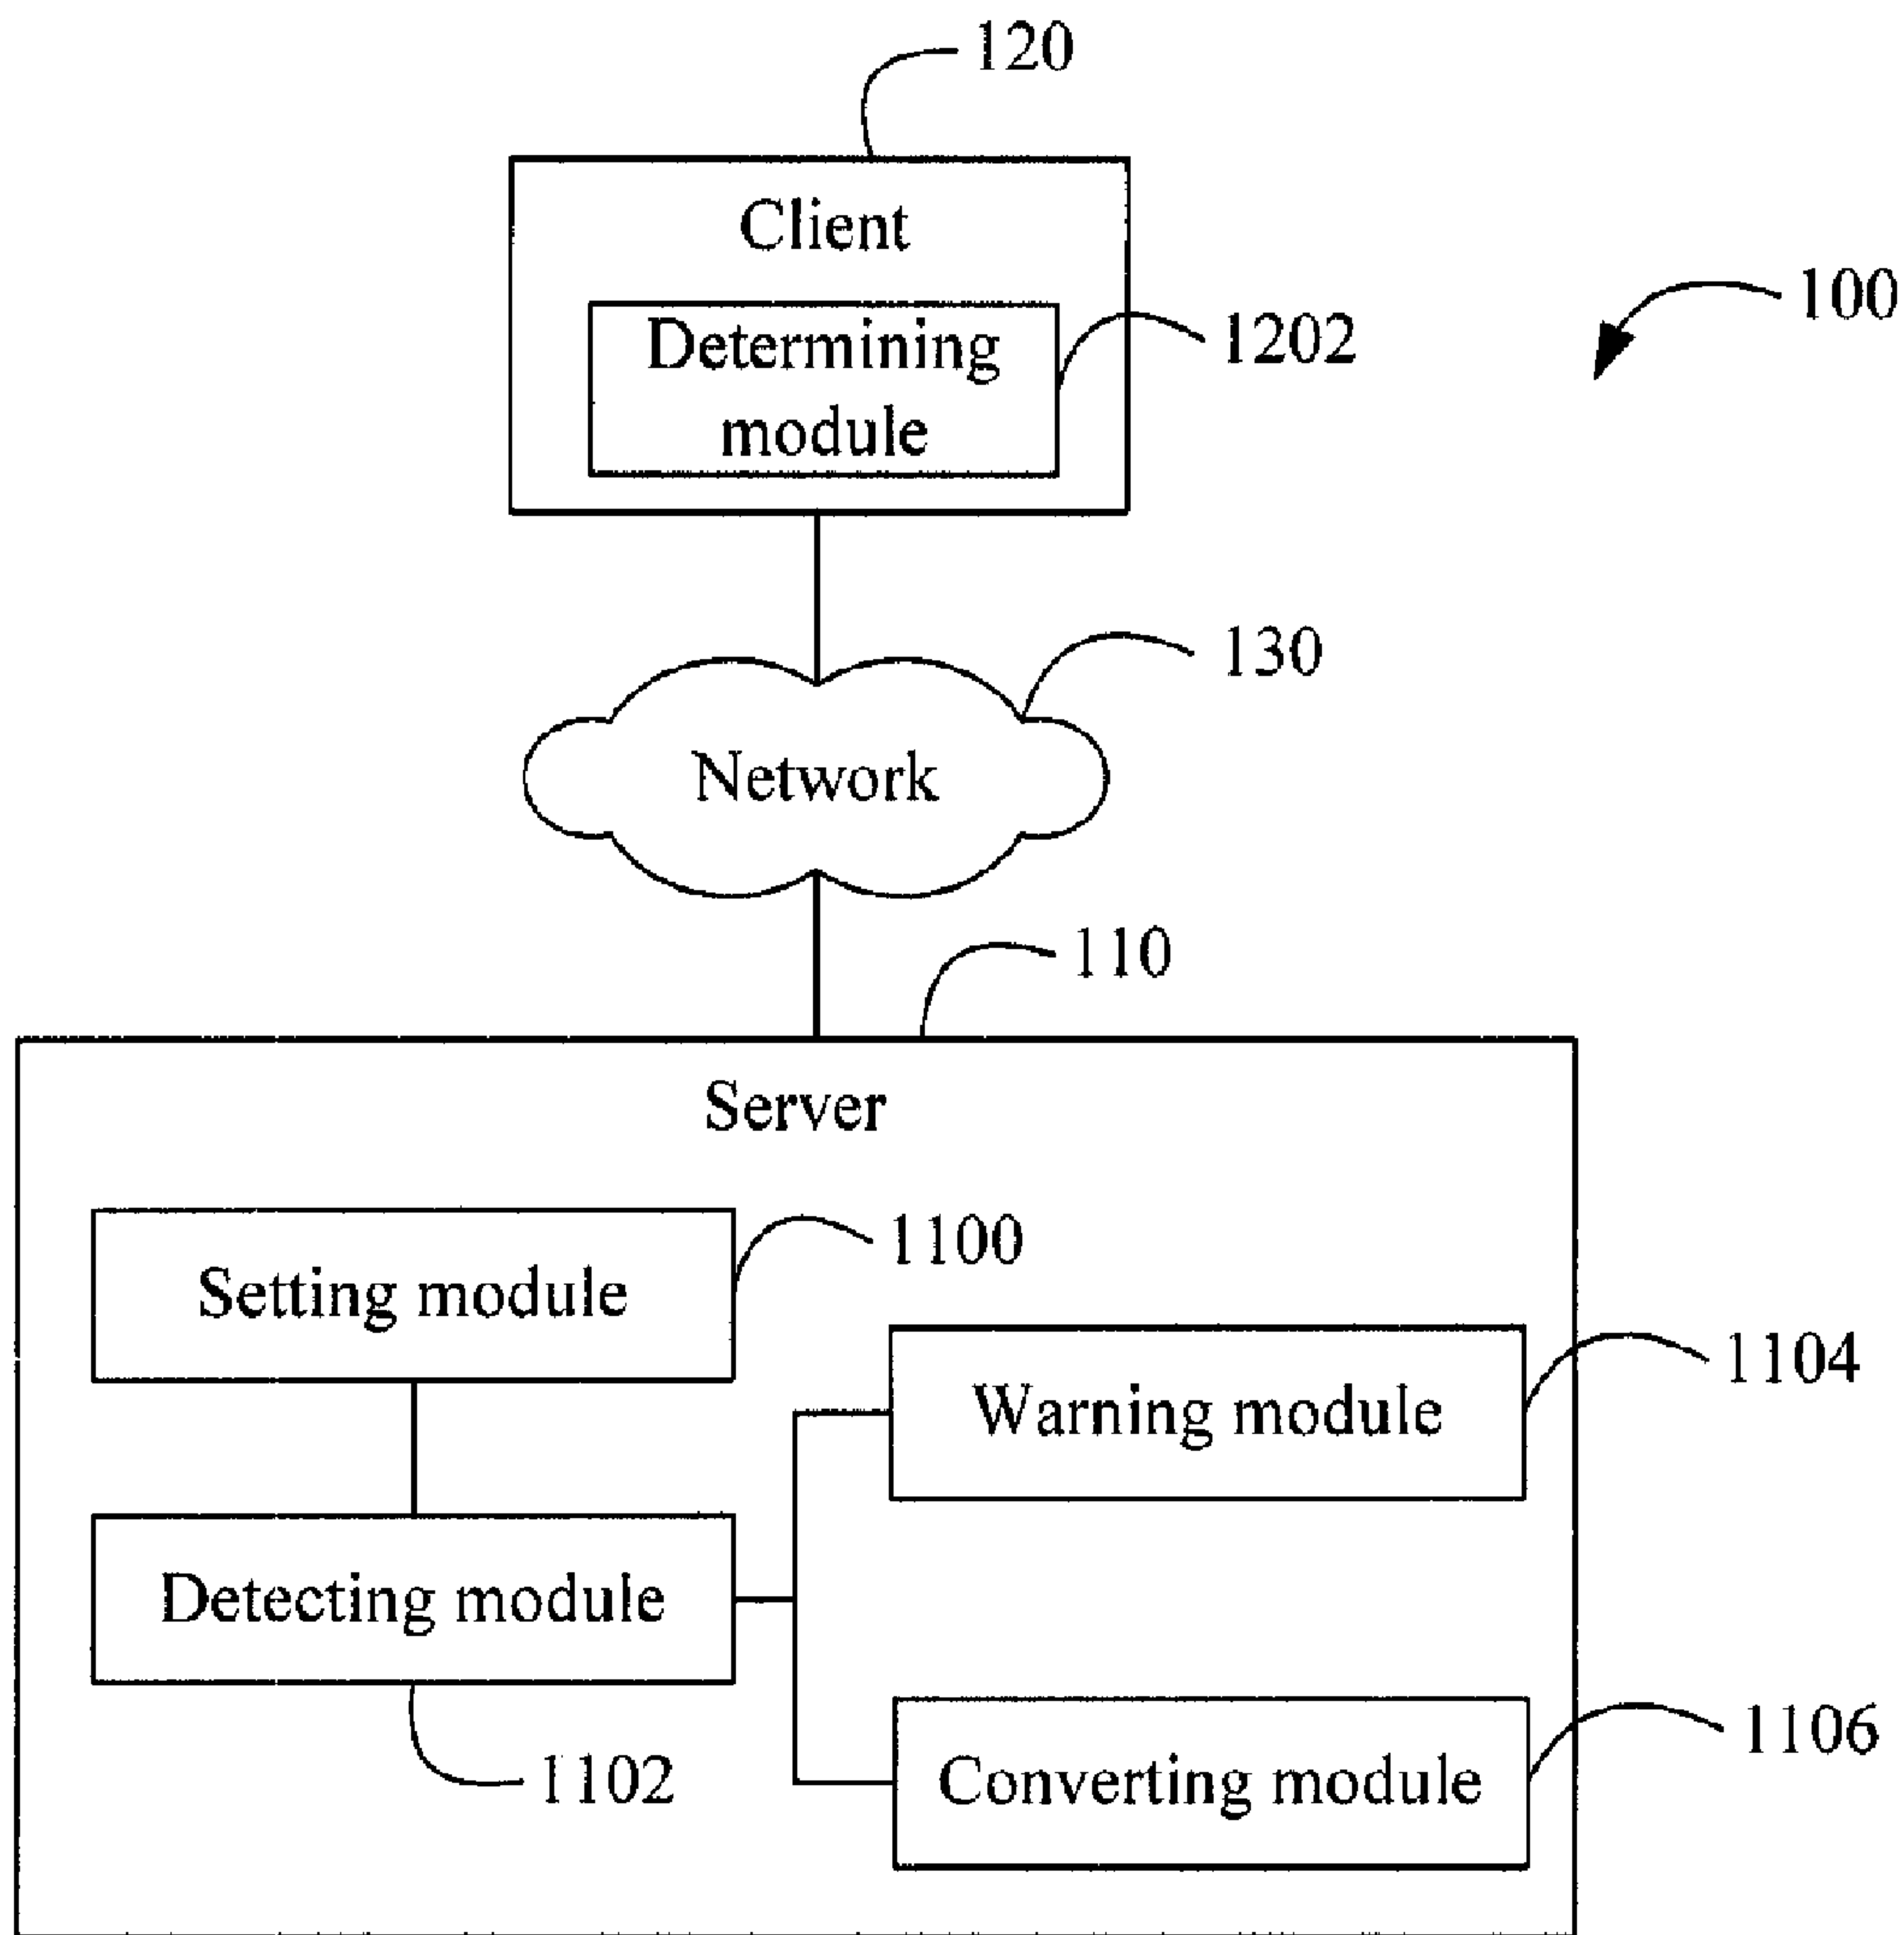 120
Client
100
Determining
module
1202
130
Network
110
Server
1100
Setting module
1104
Warning module
Detecting module
1106
1102
Converting module